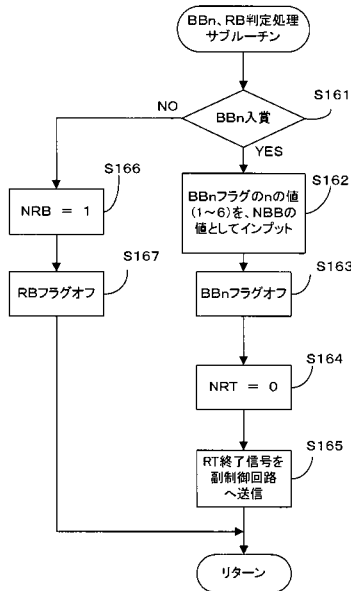 BBn、RB判定処理
サブルーチン
S161
BBn入賞
NO
YES
S166
NRB = 1
S162
BBnフラグのnの値
(1~6)を、NBBの
値としてインプット
S167
RBフラグオフ
S163
BBnフラグオフ
S164
NRT = 0
S165
RT終了信号を
副制御回路
へ送信
リターン